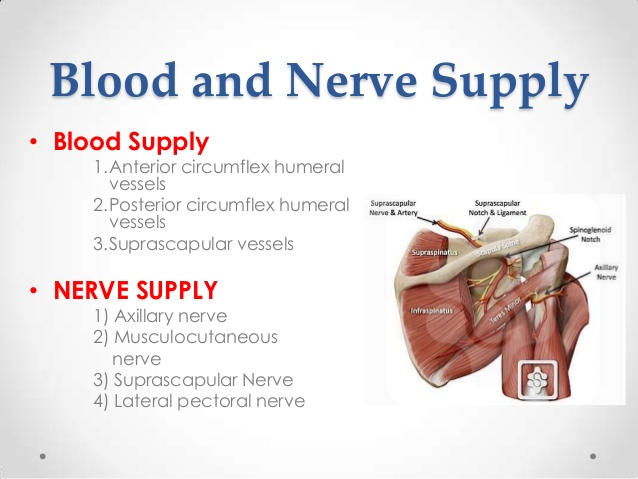 Blood and Nerve Supply
• Blood Supply
1.Anterior circumflex humeral
vessels
2.Posterior circumflex humeral
vessels
3.Suprascapular vessels
• NERVE SUPPLY
1) Axillary nerve
2) Musculocutaneous
nerve
3) Suprascapular Nerve
4) Lateral pectoral nerve
Suprascapular
Nerve & Artery
Suprascapular
Notch & Ligament
Spinoglenoid
Notch
Supraspinatus
Scapula Spine
Axillary
Nerve
Infraspinatus
Teres Minor